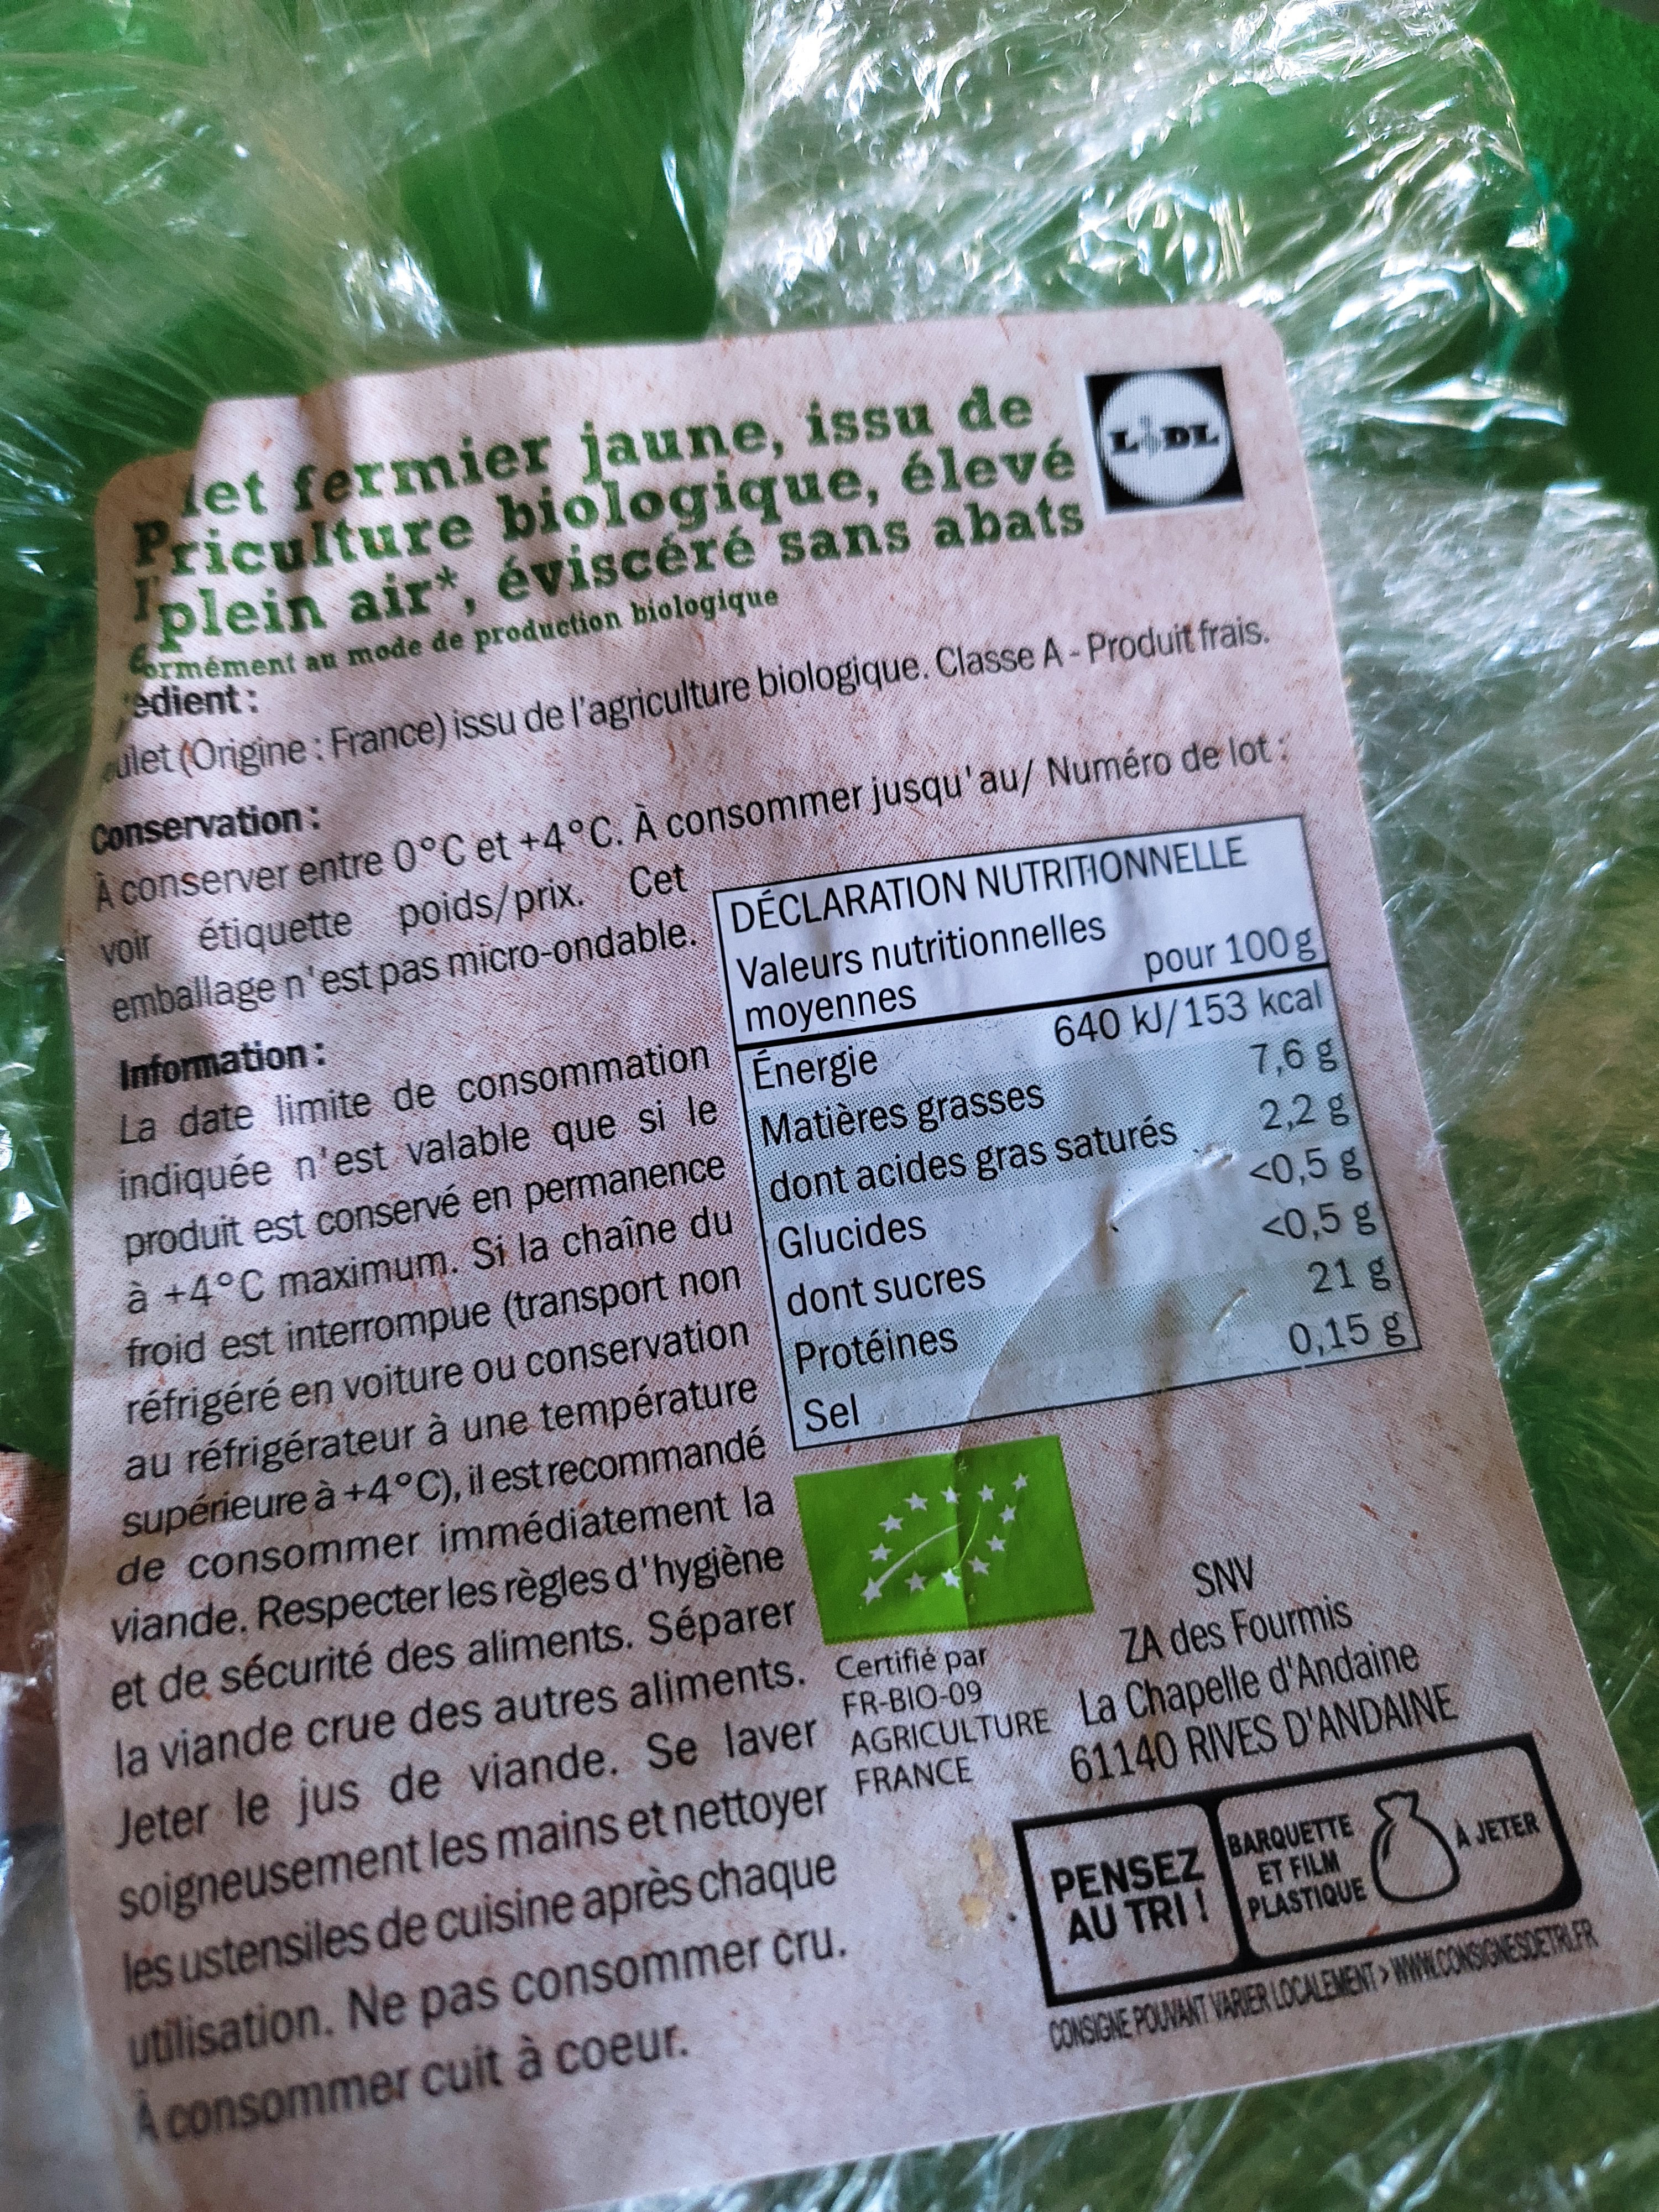 let fermier jaune, issu de
riculture biologique, élevé
plein air*, éviscéré sans abats
ormément au mode de production biologique
LIDL
édient :
ulet (Origine : France) issu de l'agriculture biologique. Classe A - Produit frais.
Conservation :
À conserver entre 0°C et +4°C. À consommer jusqu'au/ Numéro de lot :
voir étiquette poids/prix. Cet
emballage n'est pas micro-ondable.
Information :
La date limite de consommation
indiquée n'est valable que si le
produit est conservé en permanence
à +4°C maximum. Si la chaîne du
froid est interrompue (transport non
réfrigéré en voiture ou conservation
au réfrigérateur à une température
supérieure à +4°C), il est recommandé
de consommer immédiatement la
viande. Respecter les règles d'hygiène
et de sécurité des aliments. Séparer
la viande crue des autres aliments.
Jeter le jus de viande. Se laver
soigneusement les mains et nettoyer
les ustensiles de cuisine après chaque
utilisation. Ne pas consommer cru.
À consommer cuit à coeur.
DÉCLARATION NUTRITIONNELLE
Valeurs nutritionnelles
moyennes pour 100 g
Énergie 640 kJ/153 kcal
Matières grasses 7,6 g
dont acides gras saturés 2,2 g
Glucides <0,5 g
dont sucres <0,5 g
Protéines 21 g
Sel 0,15 g
Certifié par
FR-BIO-09
AGRICULTURE
FRANCE
SNV
ZA des Fourmis
La Chapelle d'Andaine
61140 RIVES D'ANDAINE
PENSEZ
AU TRI !
BARQUETTE
ET FILM
PLASTIQUE
À JETER
CONSIGNE POUVANT VARIER LOCALEMENT > WWW.CONSIGNESDETRI.FR